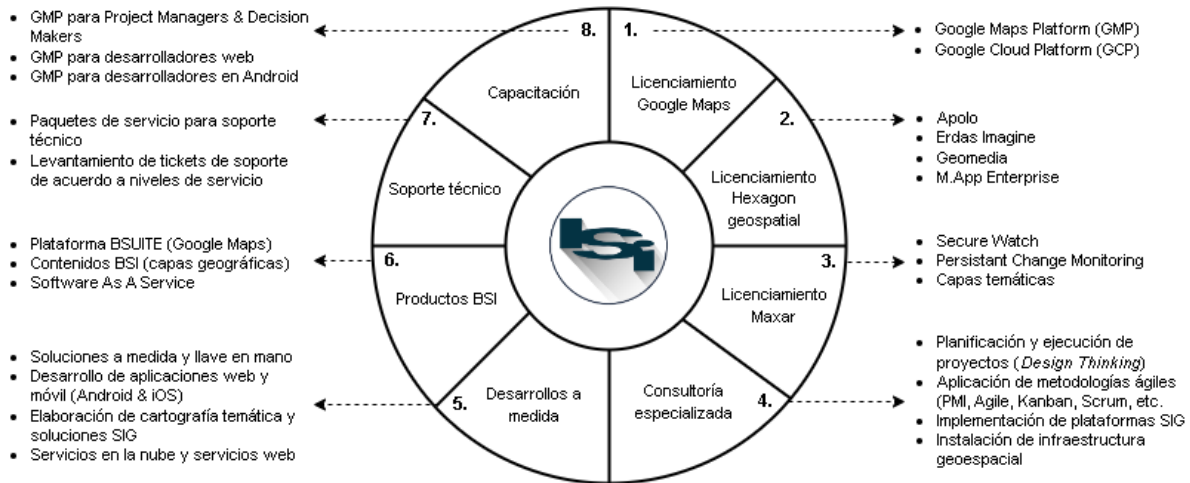 1.
Licenciamiento
Google Maps
• Google Maps Platform (GMP)
• Google Cloud Platform (GCP)
2.
Licenciamiento
Hexagon
geospatial
• Apolo
• Erdas Imagine
• Geomedia
• M.App Enterprise
3.
Licenciamiento
Maxar
• Secure Watch
• Persistant Change Monitoring
• Capas temáticas
4.
Consultoría
especializada
• Planificación y ejecución de
proyectos (Design Thinking)
• Aplicación de metodologías ágiles
(PMI, Agile, Kanban, Scrum, etc.
• Implementación de plataformas SIG
• Instalación de infraestructura
geoespacial
5.
Desarrollos a
medida
• Soluciones a medida y llave en mano
• Desarrollo de aplicaciones web y
móvil (Android & iOS)
• Elaboración de cartografía temática y
soluciones SIG
• Servicios en la nube y servicios web
6.
Productos BSI
• Plataforma BSUITE (Google Maps)
• Contenidos BSI (capas geográficas)
• Software As A Service
7.
Soporte técnico
• Paquetes de servicio para soporte
técnico
• Levantamiento de tickets de soporte
de acuerdo a niveles de servicio
8.
Capacitación
• GMP para Project Managers & Decision
Makers
• GMP para desarrolladores web
• GMP para desarrolladores en Android
bsi